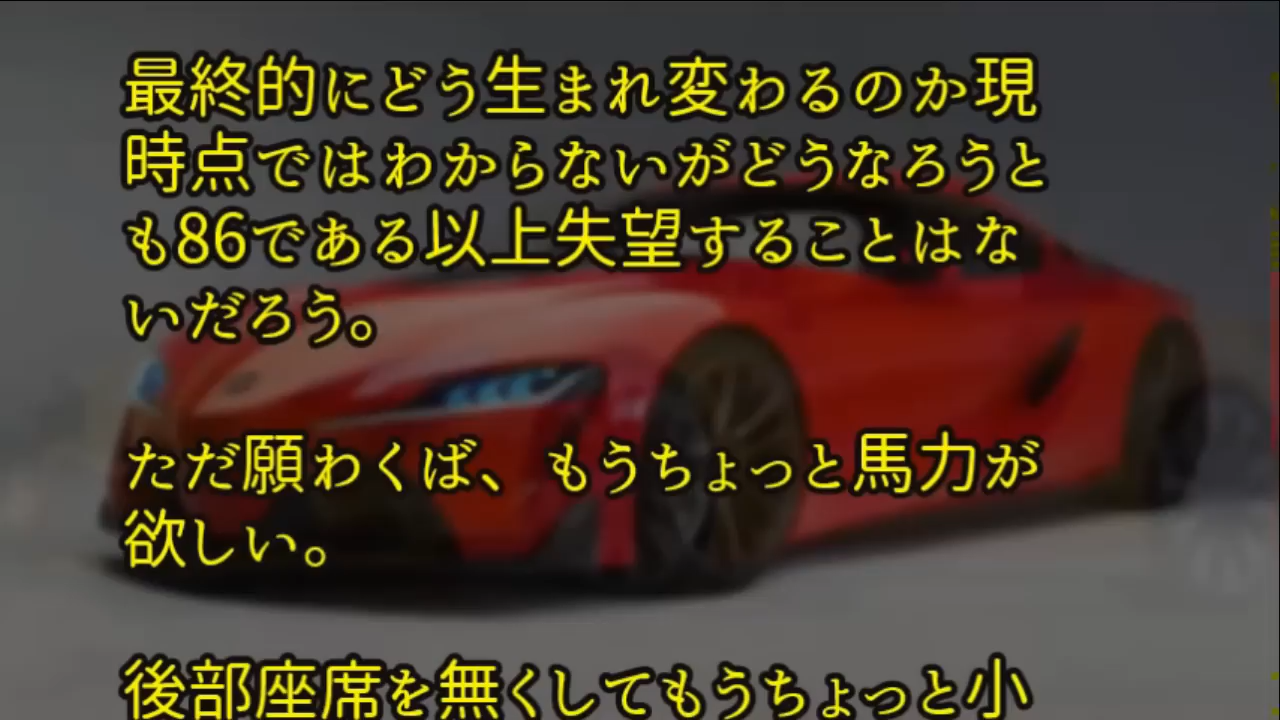 最終的にどう生まれ変わるのか現
時点ではわからないがどうなろうと
も86である以上失望することはな
いだろう。
ただ願わくば、もうちょっと馬力が
欲しい。
後部座席を無くしてもうちょっと小